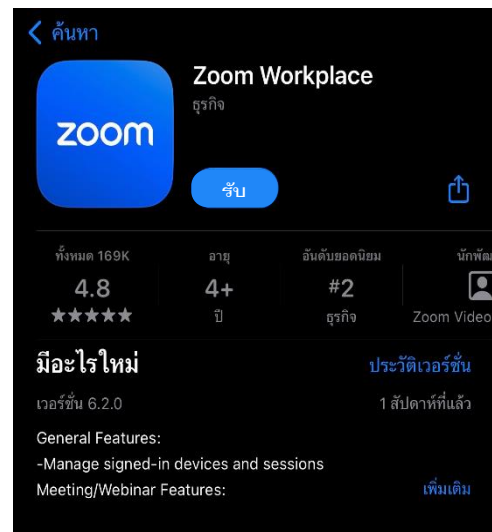 ค้นหา
zoom
Zoom Workplace
ธุรกิจ
รับ
ทั้งหมด 169K
อายุ
อันดับยอดนิยม
4.8
4+
#2
★★★★★
ปี
ธุรกิจ
Zoom Video
มีอะไรใหม่
ประวัติเวอร์ชั่น
เวอร์ชั่น 6.2.0
1 สัปดาห์ที่แล้ว
General Features:
-Manage signed-in devices and sessions
Meeting/Webinar Features:
เพิ่มเติม